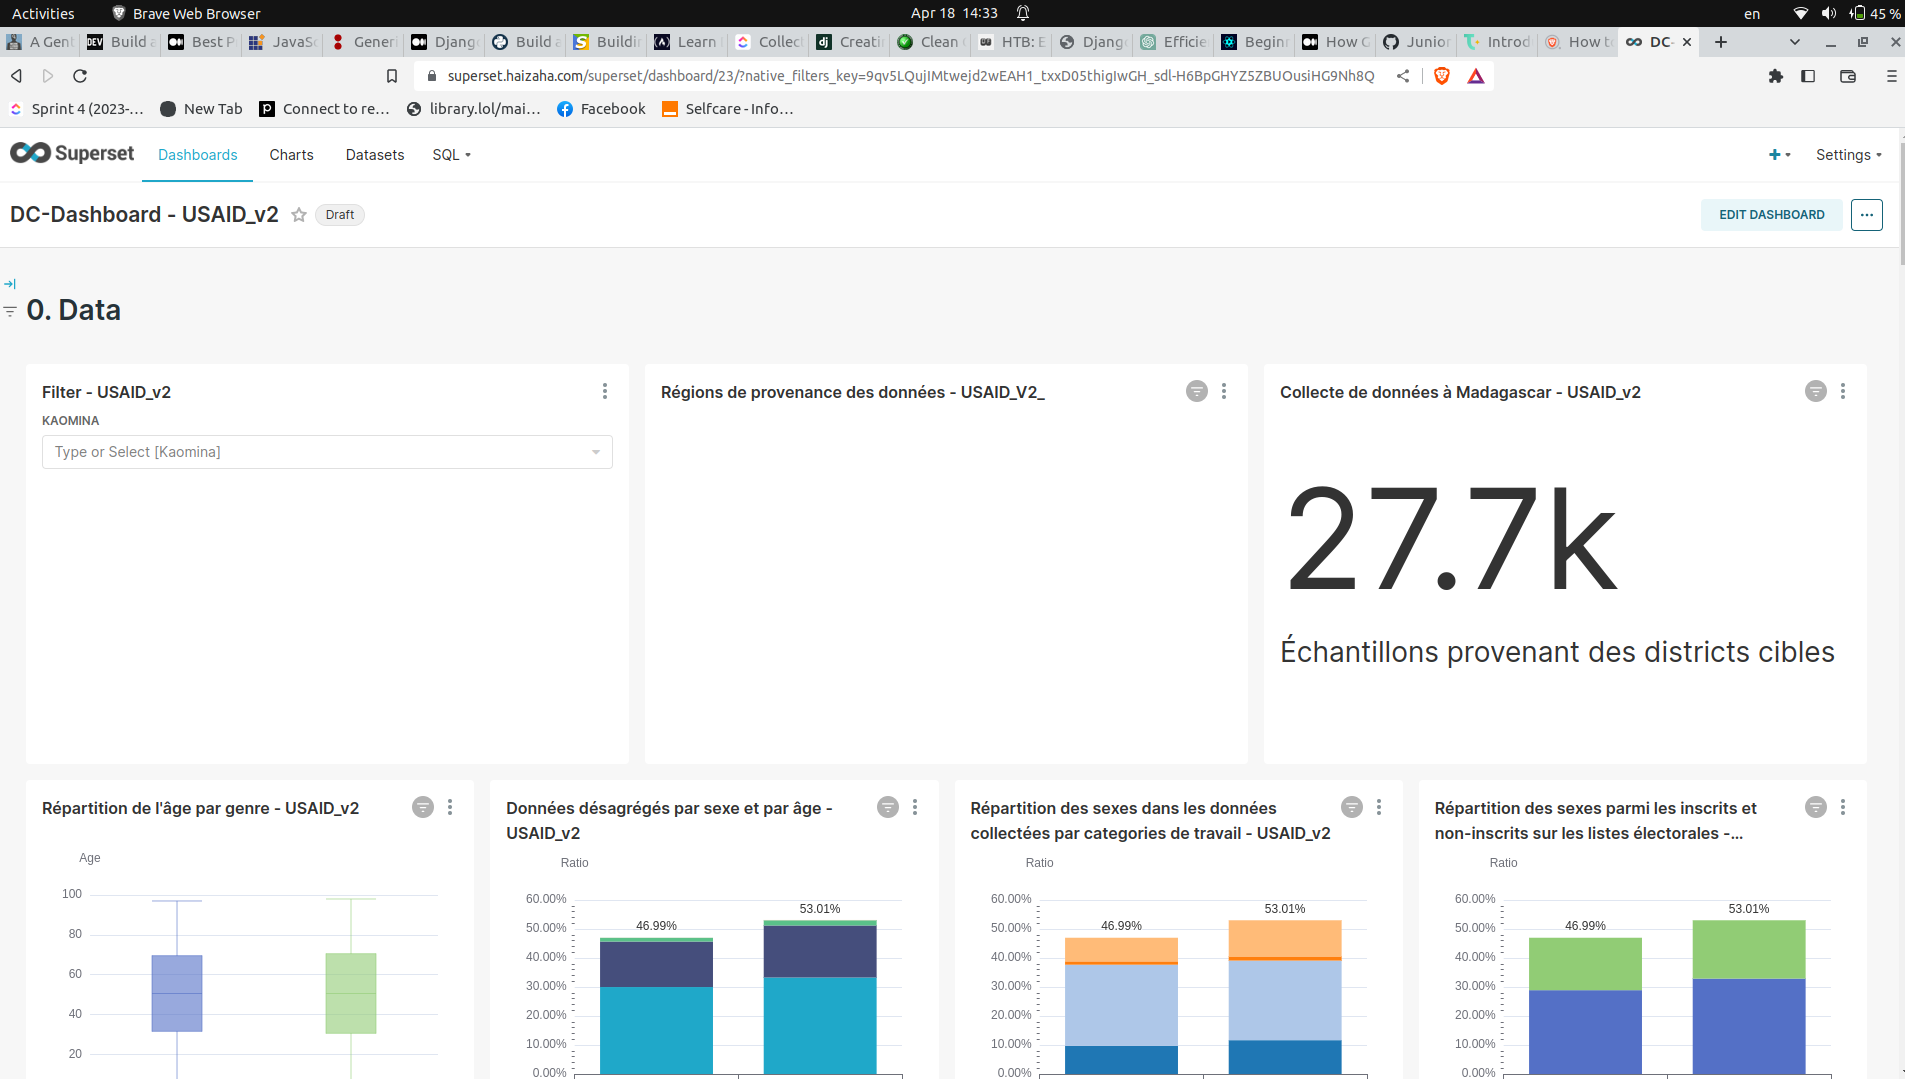 Activities Brave Web Browser Apr 18 14:33 en 45 %
A Gent Build a Best P JavaSc Generi Django Build a Buildin Learn Collect Creatin Clean HTB: E Django Efficie Beginn How G Junior Introd How to DC-
superset.haizaha.com/superset/dashboard/23/?native_filters_key=9qv5LQujIMtwejd2wEAH1_txxD05thigIwGH_sdl-H6BpGHYZ5ZBUOusiHG9Nh8Q
Sprint 4 (2023-... New Tab Connect to re... library.lol/mai... Facebook Selfcare - Info...
Superset Dashboards Charts Datasets SQL Settings
DC-Dashboard - USAID_v2 Draft EDIT DASHBOARD
0. Data
Filter - USAID_v2
KAOMINA
Type or Select [Kaomina]
Régions de provenance des données - USAID_V2_
Collecte de données à Madagascar - USAID_v2
27.7k
Échantillons provenant des districts cibles
Répartition de l'âge par genre - USAID_v2
Age
100
80
60
40
20
Données désagrégés par sexe et par âge -
USAID_v2
Ratio
60.00%
50.00%
40.00%
30.00%
20.00%
10.00%
0.00%
46.99%
53.01%
Répartition des sexes dans les données
collectées par categories de travail - USAID_v2
Ratio
60.00%
50.00%
40.00%
30.00%
20.00%
10.00%
0.00%
46.99%
53.01%
Répartition des sexes parmi les inscrits et
non-inscrits sur les listes électorales -...
Ratio
60.00%
50.00%
40.00%
30.00%
20.00%
10.00%
0.00%
46.99%
53.01%